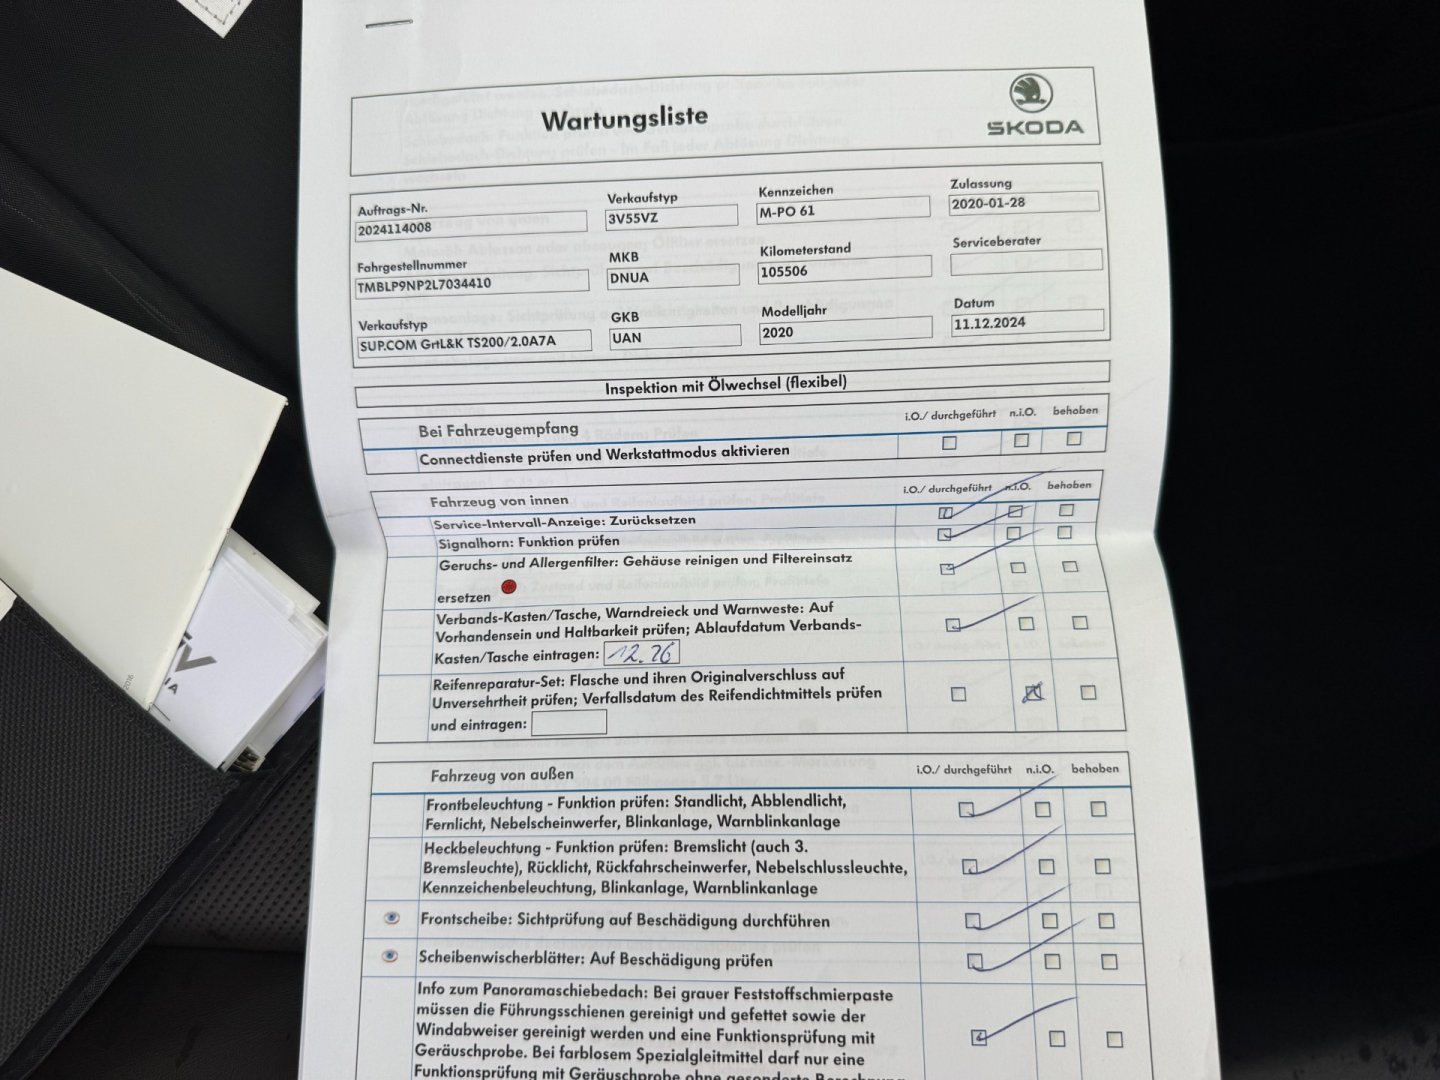 Wartungsliste
SKODA
Auftrags-Nr.
2024114008
Verkaufstyp
3V55VZ
Kennzeichen
M-PO 61
Zulassung
2020-01-28
Fahrgestellnummer
TMBLP9NP2L7034410
MKB
DNUA
Kilometerstand
105506
Serviceberater
Verkaufstyp
SUP.COM GrtL&K TS200/2.0A7A
GKB
UAN
Modelljahr
2020
Datum
11.12.2024
Inspektion mit Ölwechsel (flexibel)
Bei Fahrzeugempfang i.O./ durchgeführt n.i.O. behoben
Connectdienste prüfen und Werkstattmodus aktivieren
Fahrzeug von innen i.O./ durchgeführt n.i.O. behoben
Service-Intervall-Anzeige: Zurücksetzen
Signalhorn: Funktion prüfen
Geruchs- und Allergenfilter: Gehäuse reinigen und Filtereinsatz
ersetzen
Verbands-Kasten/Tasche, Warndreieck und Warnweste: Auf
Vorhandensein und Haltbarkeit prüfen; Ablaufdatum Verbands-
Kasten/Tasche eintragen: 12.26
Reifenreparatur-Set: Flasche und ihren Originalverschluss auf
Unversehrtheit prüfen; Verfallsdatum des Reifendichtmittels prüfen
und eintragen:
Fahrzeug von außen i.O./ durchgeführt n.i.O. behoben
Frontbeleuchtung - Funktion prüfen: Standlicht, Abblendlicht,
Fernlicht, Nebelscheinwerfer, Blinkanlage, Warnblinkanlage
Heckbeleuchtung - Funktion prüfen: Bremslicht (auch 3.
Bremsleuchte), Rücklicht, Rückfahrscheinwerfer, Nebelschlussleuchte,
Kennzeichenbeleuchtung, Blinkanlage, Warnblinkanlage
Frontscheibe: Sichtprüfung auf Beschädigung durchführen
Scheibenwischerblätter: Auf Beschädigung prüfen
Info zum Panoramaschiebedach: Bei grauer Feststoffschmierpaste
müssen die Führungsschienen gereinigt und gefettet sowie der
Windabweiser gereinigt werden und eine Funktionsprüfung mit
Geräuschprobe. Bei farblosem Spezialgleitmittel darf nur eine
Funktionsprüfung mit Geräuschprobe ohne gesonderte Berechnung
2016